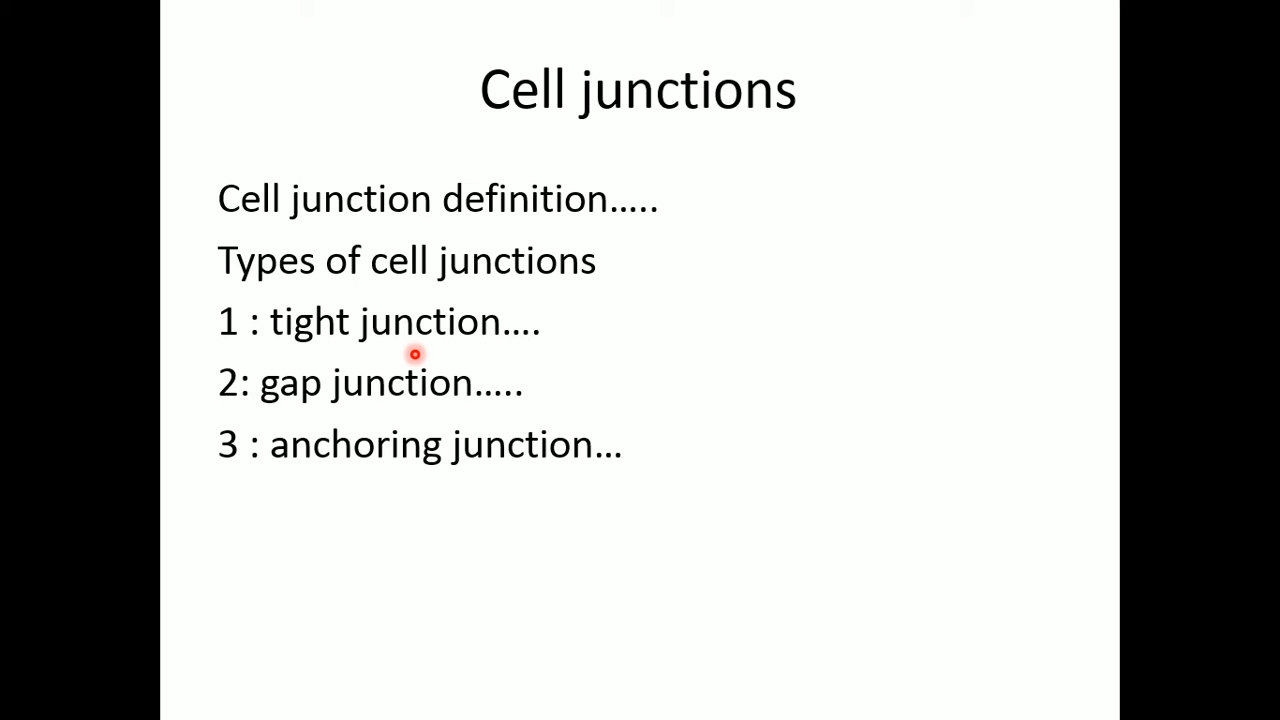 Cell junctions
Cell junction definition.....
Types of cell junctions
1 : tight junction....
2: gap junction.....
3 : anchoring junction...